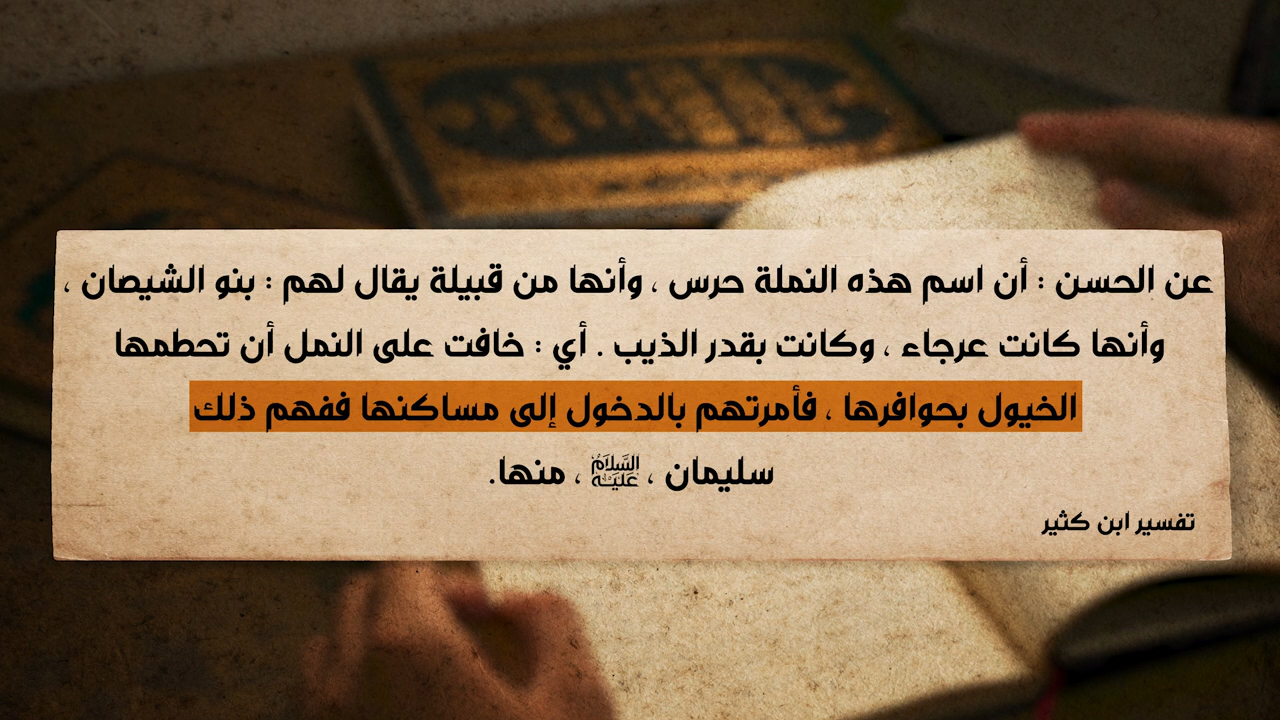 عن الحسن : أن اسم هذه النملة حرس ، وأنها من قبيلة يقال لهم : بنو الشيصان ،
وأنها كانت عرجاء ، وكانت بقدر الذيب . أي : خافت على النمل أن تحطمها
الخيول بحوافرها ، فأمرتهم بالدخول إلى مساكنها ففهم ذلك
سليمان ، عليه السلام ، منها.
تفسير ابن كثير